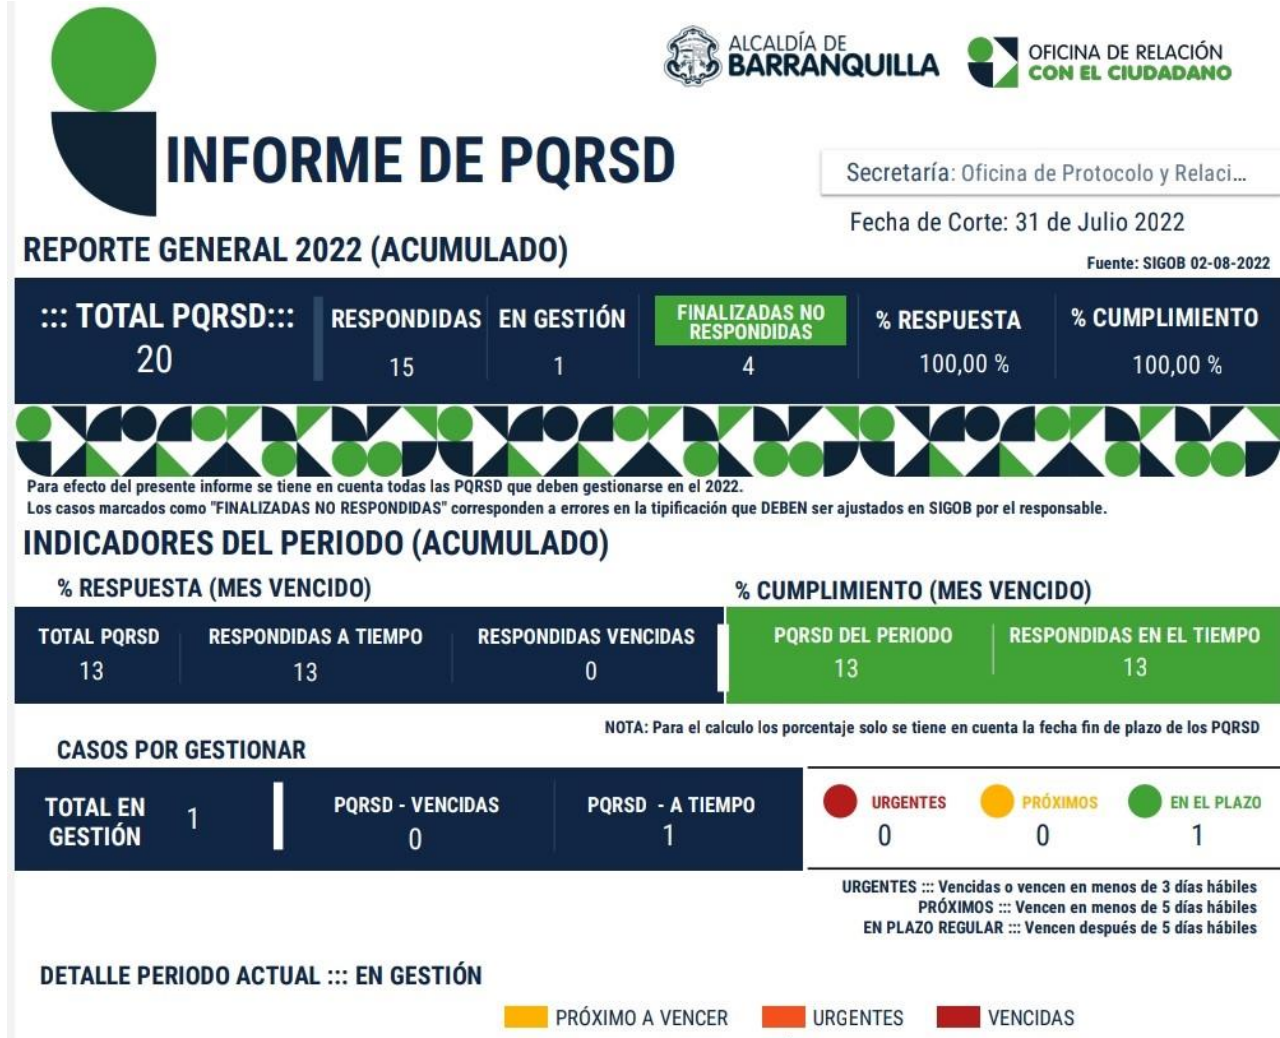 ALCALDÍA DE
BARRANQUILLA
OFICINA DE RELACIÓN
CON EL CIUDADANO
INFORME DE PQRSD
Secretaría: Oficina de Protocolo y Relaci...
Fecha de Corte: 31 de Julio 2022
REPORTE GENERAL 2022 (ACUMULADO)
Fuente: SIGOB 02-08-2022
::: TOTAL PQRSD::: RESPONDIDAS EN GESTIÓN FINALIZADAS NO RESPONDIDAS % RESPUESTA % CUMPLIMIENTO
20 15 1 4 100,00 % 100,00 %
Para efecto del presente informe se tiene en cuenta todas las PQRSD que deben gestionarse en el 2022.
Los casos marcados como "FINALIZADAS NO RESPONDIDAS" corresponden a errores en la tipificación que DEBEN ser ajustados en SIGOB por el responsable.
INDICADORES DEL PERIODO (ACUMULADO)
% RESPUESTA (MES VENCIDO) % CUMPLIMIENTO (MES VENCIDO)
TOTAL PQRSD RESPONDIDAS A TIEMPO RESPONDIDAS VENCIDAS PQRSD DEL PERIODO RESPONDIDAS EN EL TIEMPO
13 13 0 13 13
NOTA: Para el calculo los porcentaje solo se tiene en cuenta la fecha fin de plazo de los PQRSD
CASOS POR GESTIONAR
TOTAL EN GESTIÓN 1 PQRSD - VENCIDAS PQRSD - A TIEMPO URGENTES PRÓXIMOS EN EL PLAZO
0 1 0 0 1
URGENTES ::: Vencidas o vencen en menos de 3 días hábiles
PRÓXIMOS ::: Vencen en menos de 5 días hábiles
EN PLAZO REGULAR ::: Vencen después de 5 días hábiles
DETALLE PERIODO ACTUAL ::: EN GESTIÓN
PRÓXIMO A VENCER URGENTES VENCIDAS